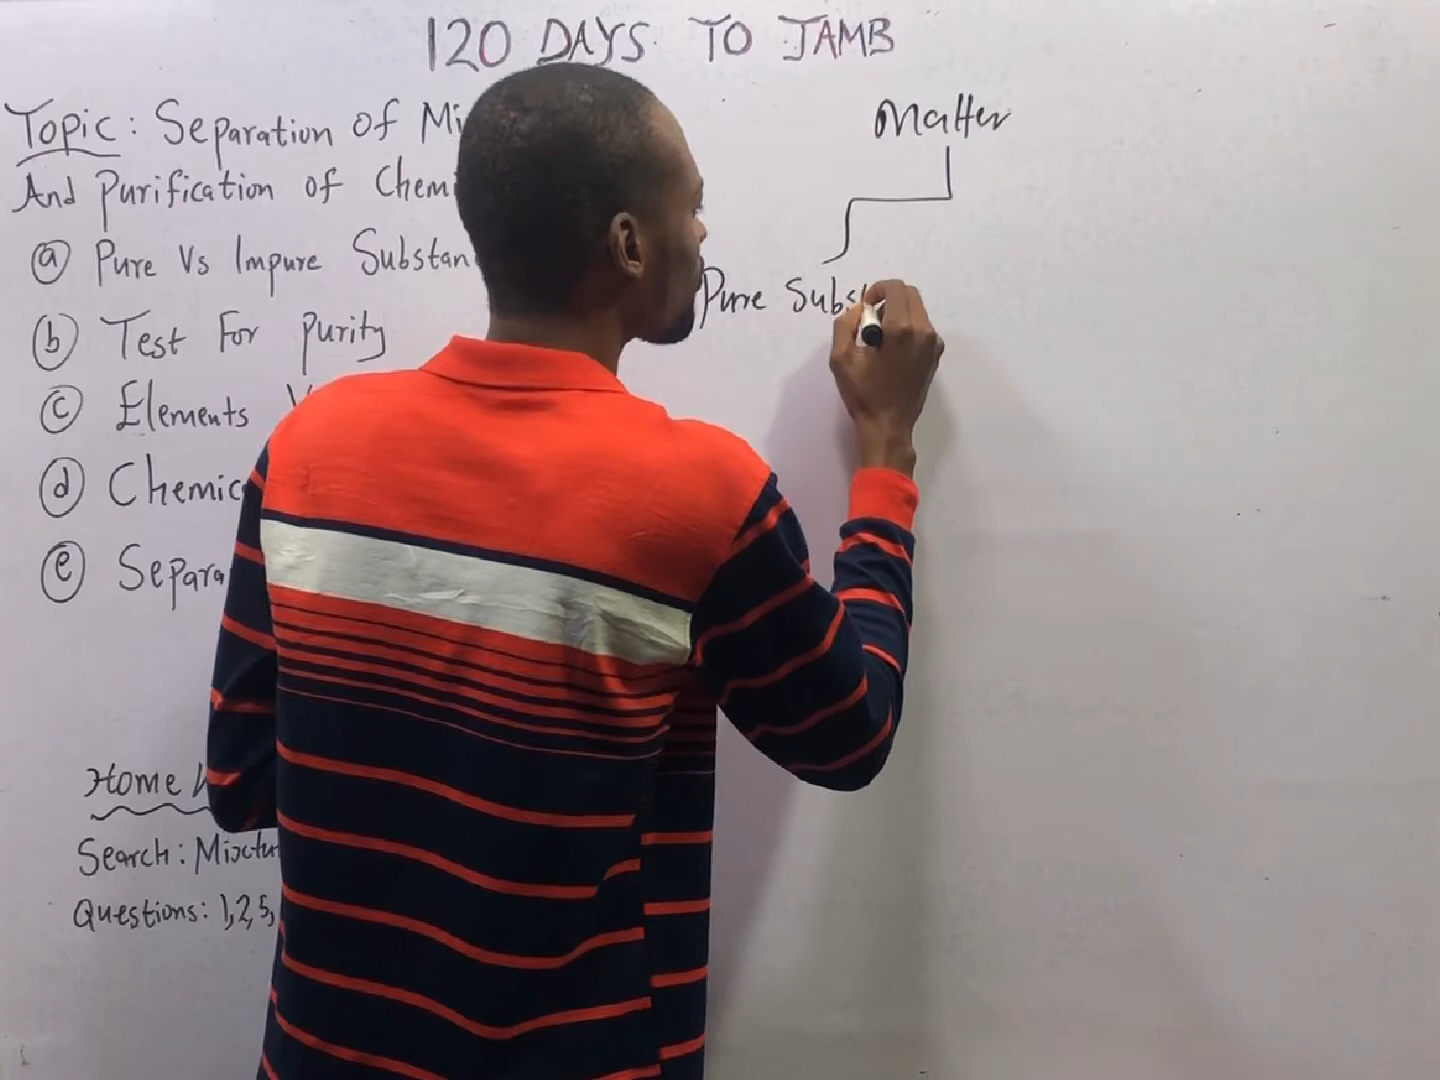 120 DAYS TO JAMB
Topic: Separation of Mi
And Purification of Chemi
(a) Pure Vs Impure Substan
(b) Test For Purity
(c) Elements V
(d) Chemic
(e) Separa
Home W
Search: Mixtu
Questions: 1,2,5,
Matter
Pure Subs